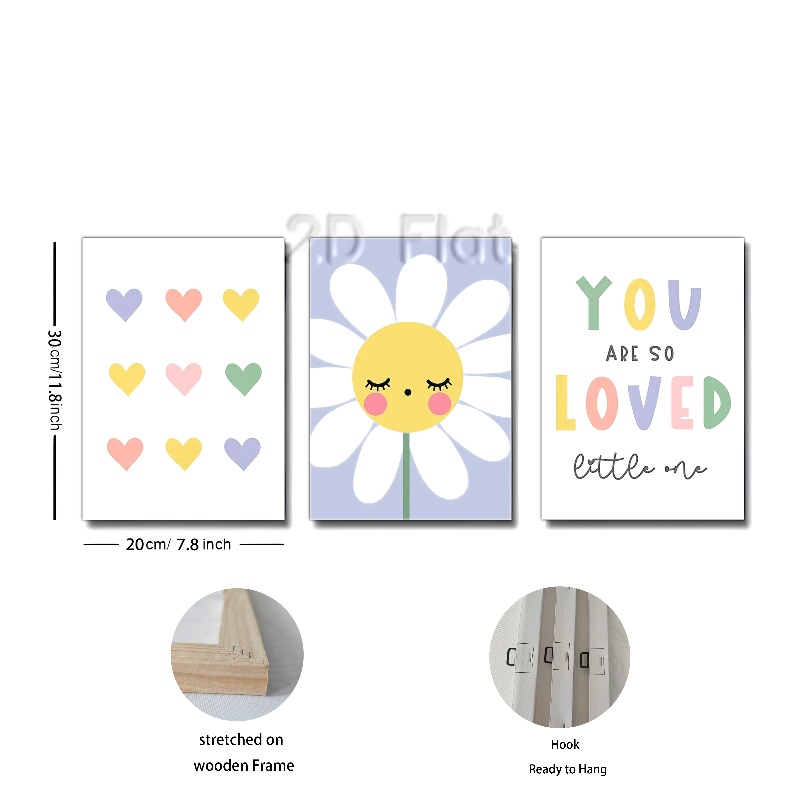 2D Flat
YOU
ARE SO
LOVED
little one
30cm/11.8inch
20cm/ 7.8 inch
stretched on
wooden Frame
Hook
Ready to Hang